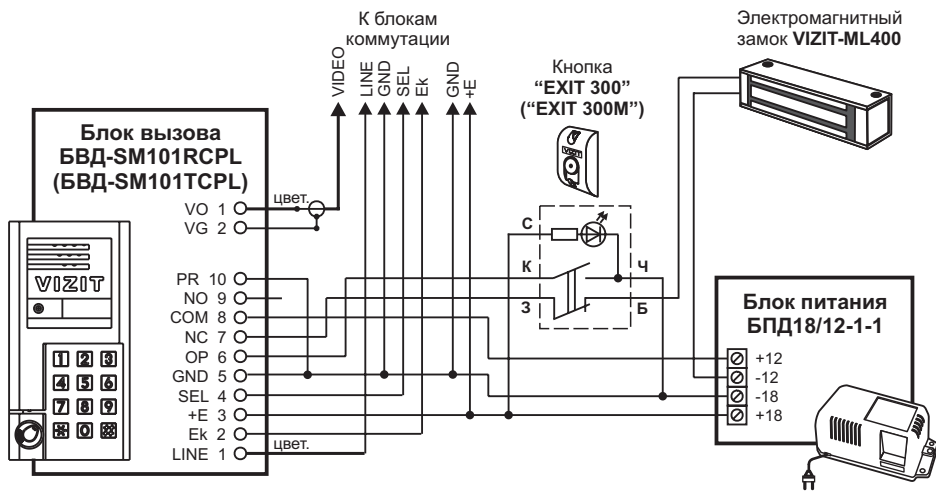 К блокам
коммутации
VIDEO
LINE
GND
SEL
Ek
GND
+E
Кнопка
“EXIT 300”
(“EXIT 300M”)
Электромагнитный
замок VIZIT-ML400
Блок вызова
БВД-SM101RCPL
(БВД-SM101TCPL)
VO 1
VG 2
PR 10
NO 9
COM 8
NC 7
OP 6
GND 5
SEL 4
+E 3
Ek 2
LINE 1
цвет.
цвет.
VIZIT
1 2 3
4 5 6
7 8 9
0
VIZIT
С
К
З
Ч
Б
Блок питания
БПД18/12-1-1
+12
-12
-18
+18